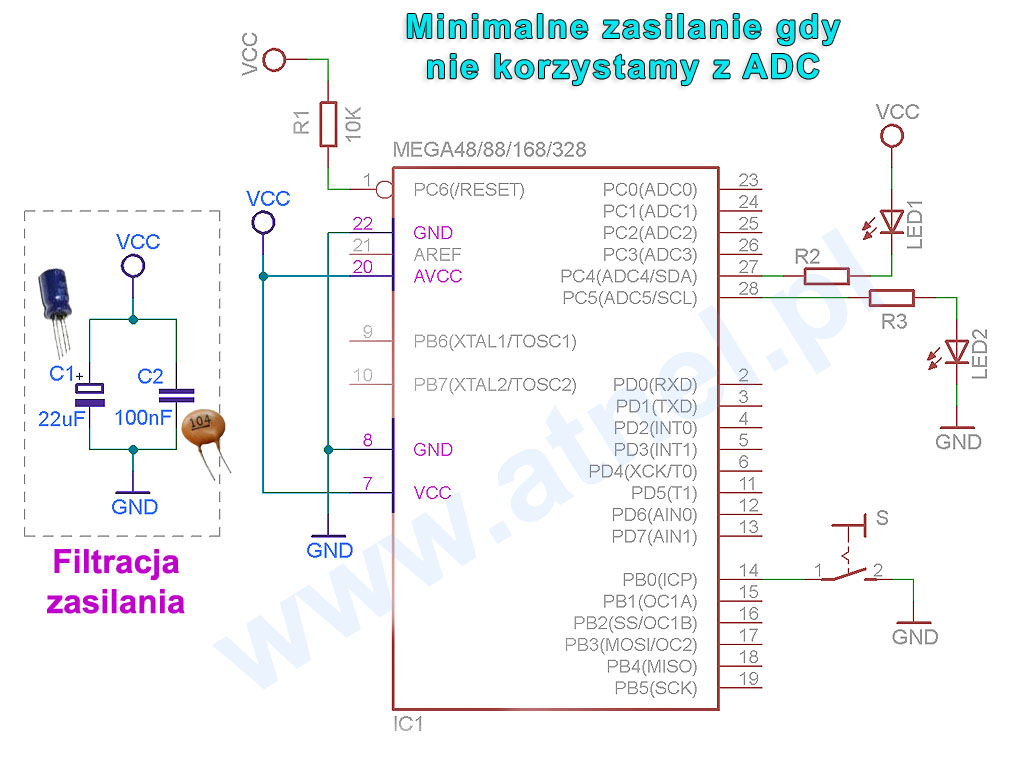 Minimalne zasilanie gdy
nie korzystamy z ADC
VCC
R1
10K
MEGA48/88/168/328
VCC
1
PC6(/RESET)
PC0(ADC0)
23
PC1(ADC1)
24
VCC
22
GND
PC2(ADC2)
25
21
AREF
PC3(ADC3)
26
20
AVCC
PC4(ADC4/SDA)
27
R2
LED1
PC5(ADC5/SCL)
28
R3
LED2
GND
VCC
C1
+
22uF
C2
100nF
104
GND
Filtracja
zasilania
9
PB6(XTAL1/TOSC1)
10
PB7(XTAL2/TOSC2)
PD0(RXD)
2
PD1(TXD)
3
PD2(INT0)
4
8
GND
PD3(INT1)
5
PD4(XCK/T0)
6
7
VCC
PD5(T1)
11
PD6(AIN0)
12
PD7(AIN1)
13
GND
S
PB0(ICP)
14
1
2
PB1(OC1A)
15
PB2(SS/OC1B)
16
GND
PB3(MOSI/OC2)
17
PB4(MISO)
18
PB5(SCK)
19
IC1
www.atnel.pl